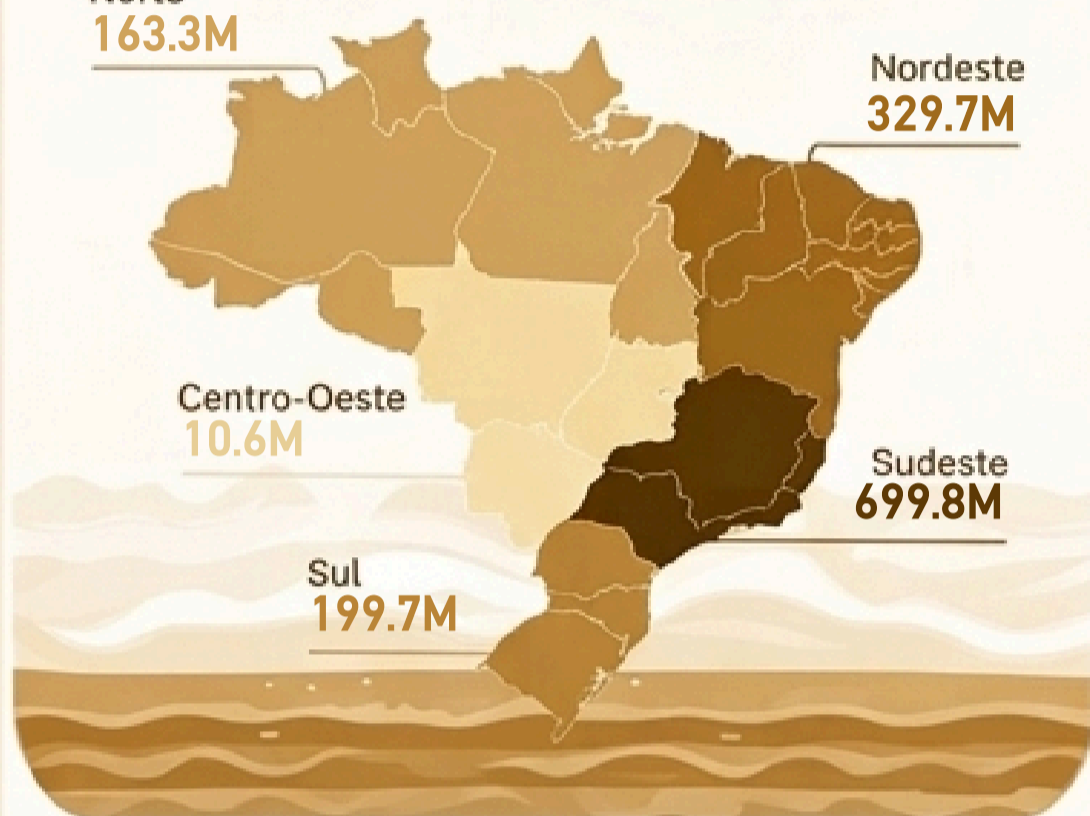 163.3M
Nordeste
329.7M
Centro-Oeste
10.6M
Sudeste
699.8M
Sul
199.7M